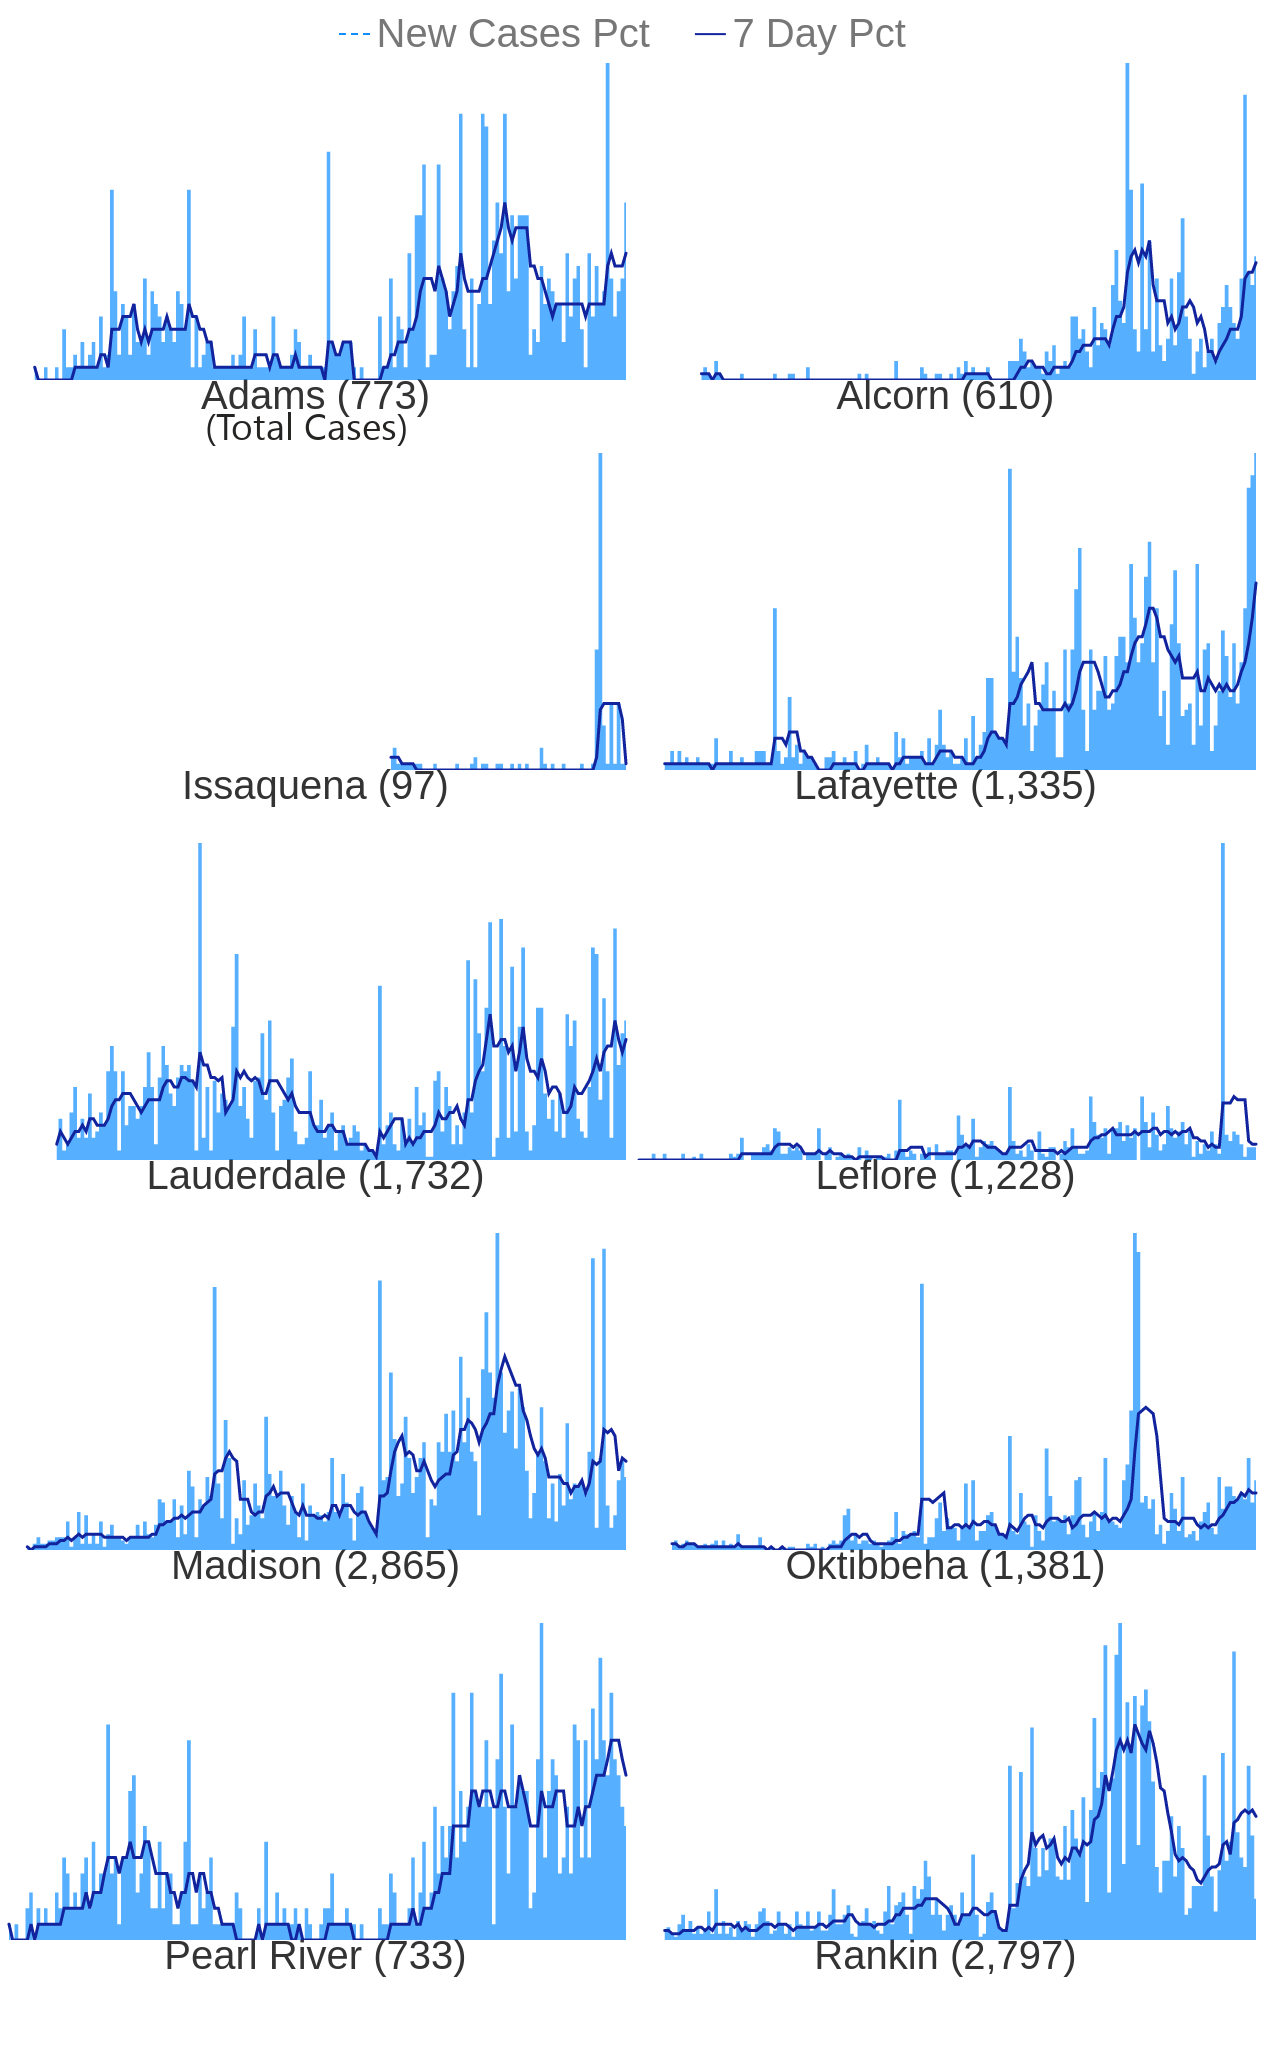 New Cases Pct 7 Day Pct
Adams (773) Alcorn (610)
(Total Cases)
Issaquena (97) Lafayette (1,335)
Lauderdale (1,732) Leflore (1,228)
Madison (2,865) Oktibbeha (1,381)
Pearl River (733) Rankin (2,797)